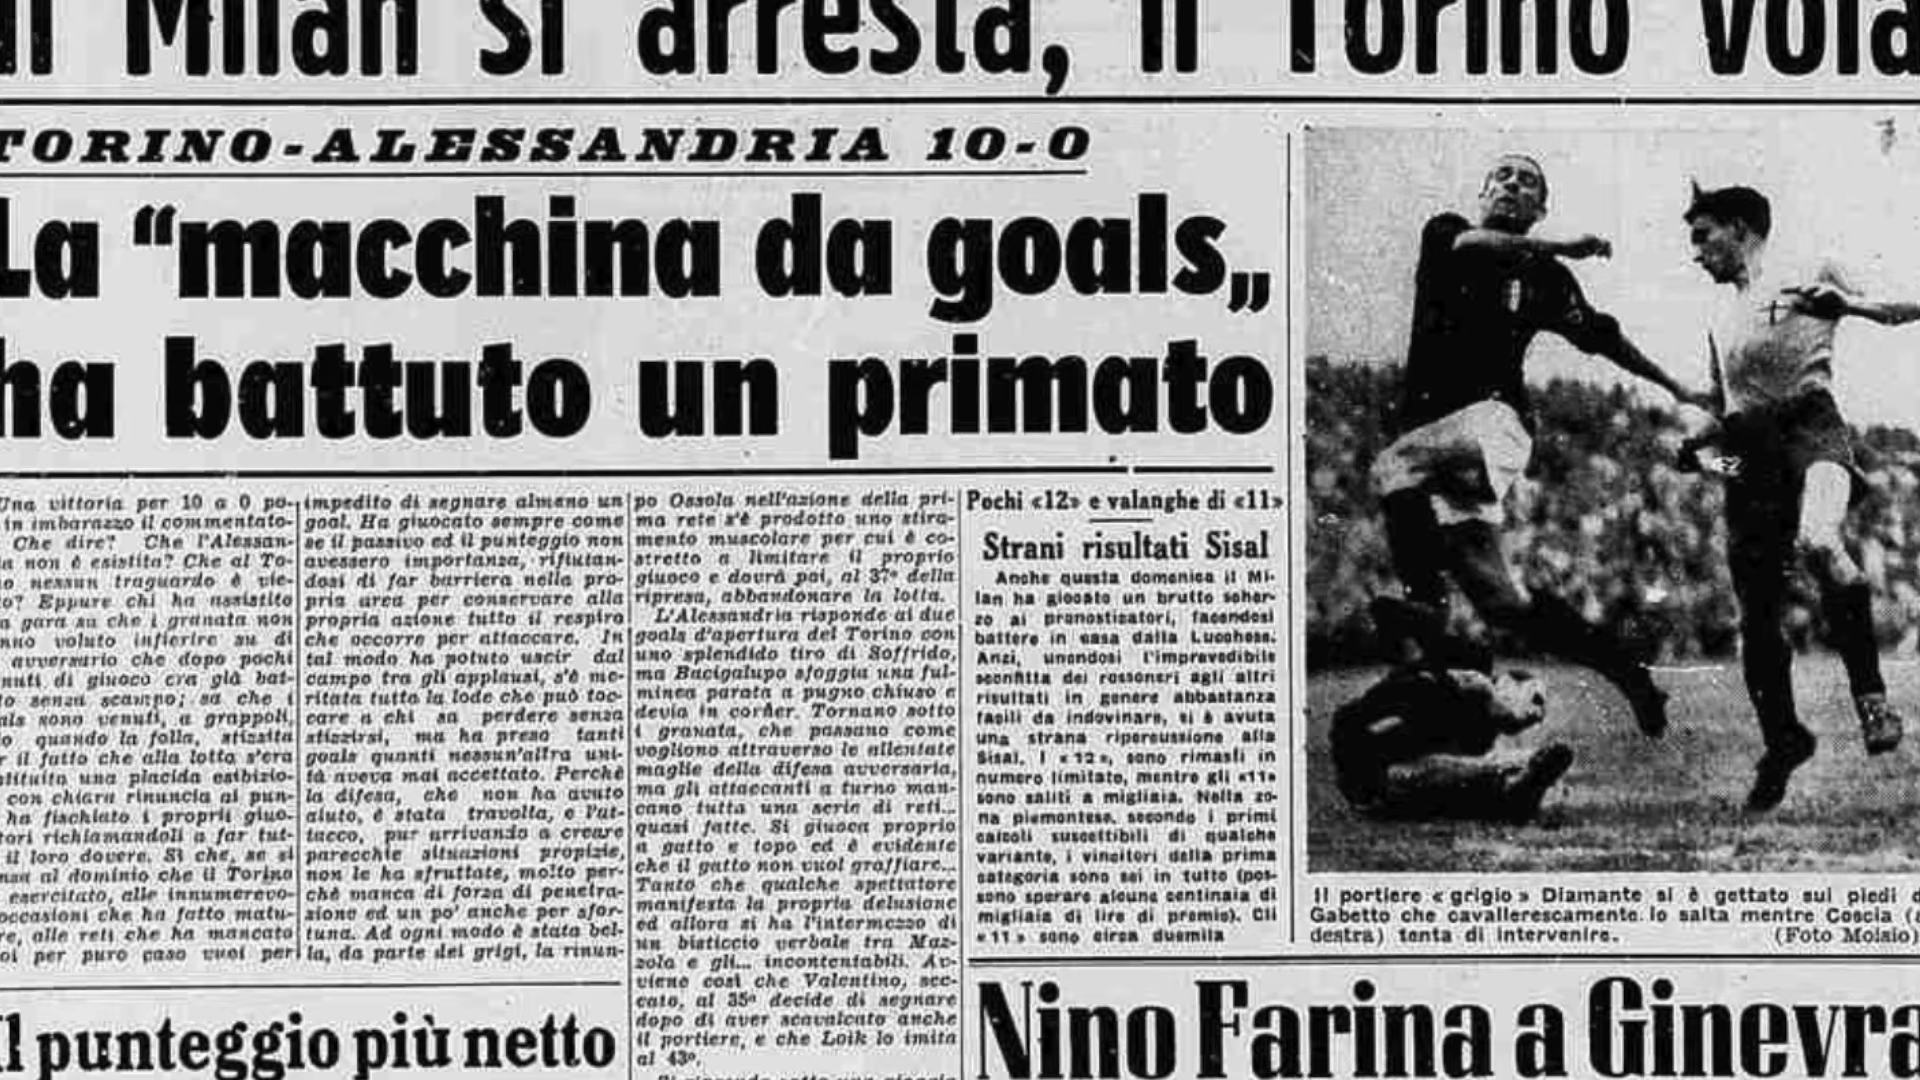 il Milan si arresta, il Torino vola
TORINO-ALESSANDRIA 10-0
La “macchina da goals„
ha battuto un primato
Una vittoria per 10 a 0 po-
in imbarazzo il commentato-
Che dire? Che l'Alessan-
a non è esistita? Che al To-
o nessun traguardo è vie-
o? Eppure chi ha assistito
a gara sa che i granata non
nno voluto infierire su di
avversario che dopo pochi
nuti di giuoco era già bat-
o senza scampo; sa che i
als sono venuti, a grappoli,
o quando la folla, stizzita
r il fatto che alla lotta s'era
stituita una placida esibizio-
con chiara rinuncia ai pun-
ha fischiato i propri giuo-
tori richiamandoli a far tut-
il loro dovere. Sì che, se si
nsa al dominio che il Torino
esercitato, alle innumerevo-
occasioni che ha fatto matu-
re, alle reti che ha mancato
oi per puro caso vuoi per
impedito di segnare almeno un
goal. Ha giuocato sempre come
se il passivo ed il punteggio non
avessero importanza, rifiutan-
dosi di far barriera nella pro-
pria area per conservare alla
propria azione tutto il respiro
che occorre per attaccare. In
tal modo ha potuto uscir dal
campo tra gli applausi, s'è me-
ritata tutta la lode che può toc-
care a chi sa perdere senza
stizzirsi, ma ha preso tanti
goals quanti nessun'altra uni-
tà aveva mai accettato. Perchè
la difesa, che non ha avuto
aiuto, è stata travolta, e l'at-
tacco, pur arrivando a creare
parecchie situazioni propizie,
non le ha sfruttate, molto per-
chè manca di forza di penetra-
zione ed un po' anche per sfor-
tuna. Ad ogni modo è stata bel-
la, da parte dei grigi, la rinun-
Il punteggio più netto
po Ossola nell'azione della pri-
ma rete s'è prodotto uno stira-
mento muscolare per cui è co-
stretto a limitare il proprio
giuoco e dovrà poi, al 37º della
ripresa, abbandonare la lotta.
L'Alessandria risponde ai due
goals d'apertura del Torino con
uno splendido tiro di Soffrido,
ma Bacigalupo sfoggia una ful-
minea parata a pugno chiuso e
devia in corner. Tornano sotto
i granata, che passano come
vogliono attraverso le allentate
maglie della difesa avversaria,
ma gli attaccanti a turno man-
cano tutta una serie di reti...
quasi fatte. Si giuoca proprio
a gatto e topo ed è evidente
che il gatto non vuol graffiare...
Tanto che qualche spettatore
manifesta la propria delusione
ed allora si ha l'intermezzo di
un bisticcio verbale tra Maz-
zola e gli... incontentabili. Av-
viene così che Valentino, sec-
cato, al 35º decide di segnare
dopo di aver scavalcato anche
il portiere, e che Loik lo imita
al 43º.
Pochi «12» e valanghe di «11»
Strani risultati Sisal
Anche questa domenica il Mi-
lan ha giocato un brutto scher-
zo ai pronosticatori, facendosi
battere in casa dalla Lucchese.
Anzi, unendosi l'imprevedibile
sconfitta dei rossoneri agli altri
risultati in genere abbastanza
facili da indovinare, si è avuta
una strana ripercussione alla
Sisal. I «12», sono rimasti in
numero limitato, mentre gli «11»
sono saliti a migliaia. Nella zo-
na piemontese, secondo i primi
calcoli suscettibili di qualche
variante, i vincitori della prima
categoria sono sei in tutto (pos-
sono sperare alcune centinaia di
migliaia di lire di premio). Gli
«11» sono circa duemila
Il portiere «grigio» Diamante si è gettato sui piedi d
Gabetto che cavallerescamente lo salta mentre Coscia (a
destra) tenta di intervenire. (Foto Moisio)
Nino Farina a Ginevra